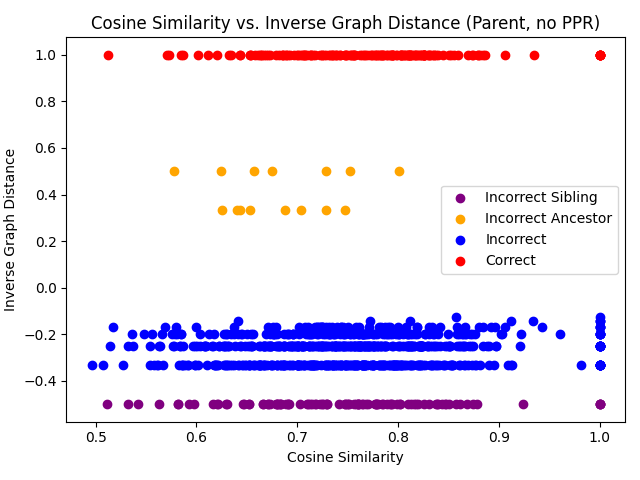 Cosine Similarity vs. Inverse Graph Distance (Parent, no PPR)
1.0
0.8
0.6
0.4
0.2
0.0
−0.2
−0.4
Inverse Graph Distance
Incorrect Sibling
Incorrect Ancestor
Incorrect
Correct
0.5 0.6 0.7 0.8 0.9 1.0
Cosine Similarity